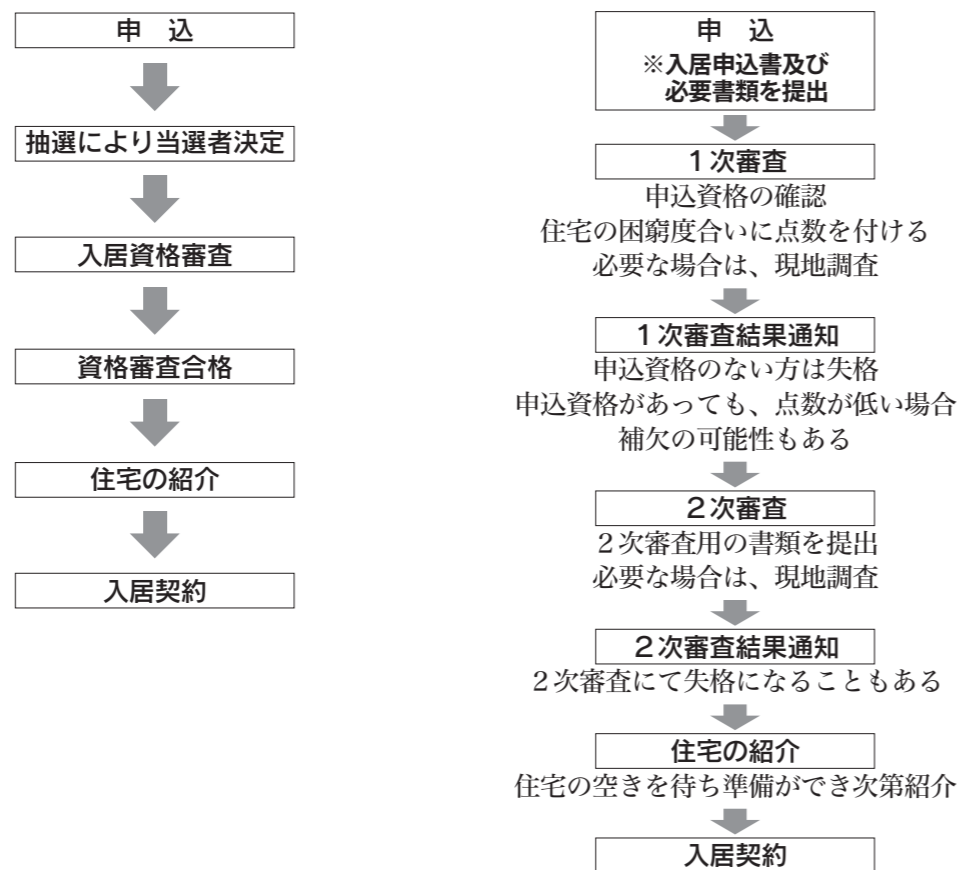 申　込
抽選により当選者決定
入居資格審査
資格審査合格
住宅の紹介
入居契約
申　込
※入居申込書及び
必要書類を提出
１次審査
申込資格の確認
住宅の困窮度合いに点数を付ける
必要な場合は、現地調査
１次審査結果通知
申込資格のない方は失格
申込資格があっても、点数が低い場合
補欠の可能性もある
２次審査
２次審査用の書類を提出
必要な場合は、現地調査
２次審査結果通知
２次審査にて失格になることもある
住宅の紹介
住宅の空きを待ち準備ができ次第紹介
入居契約